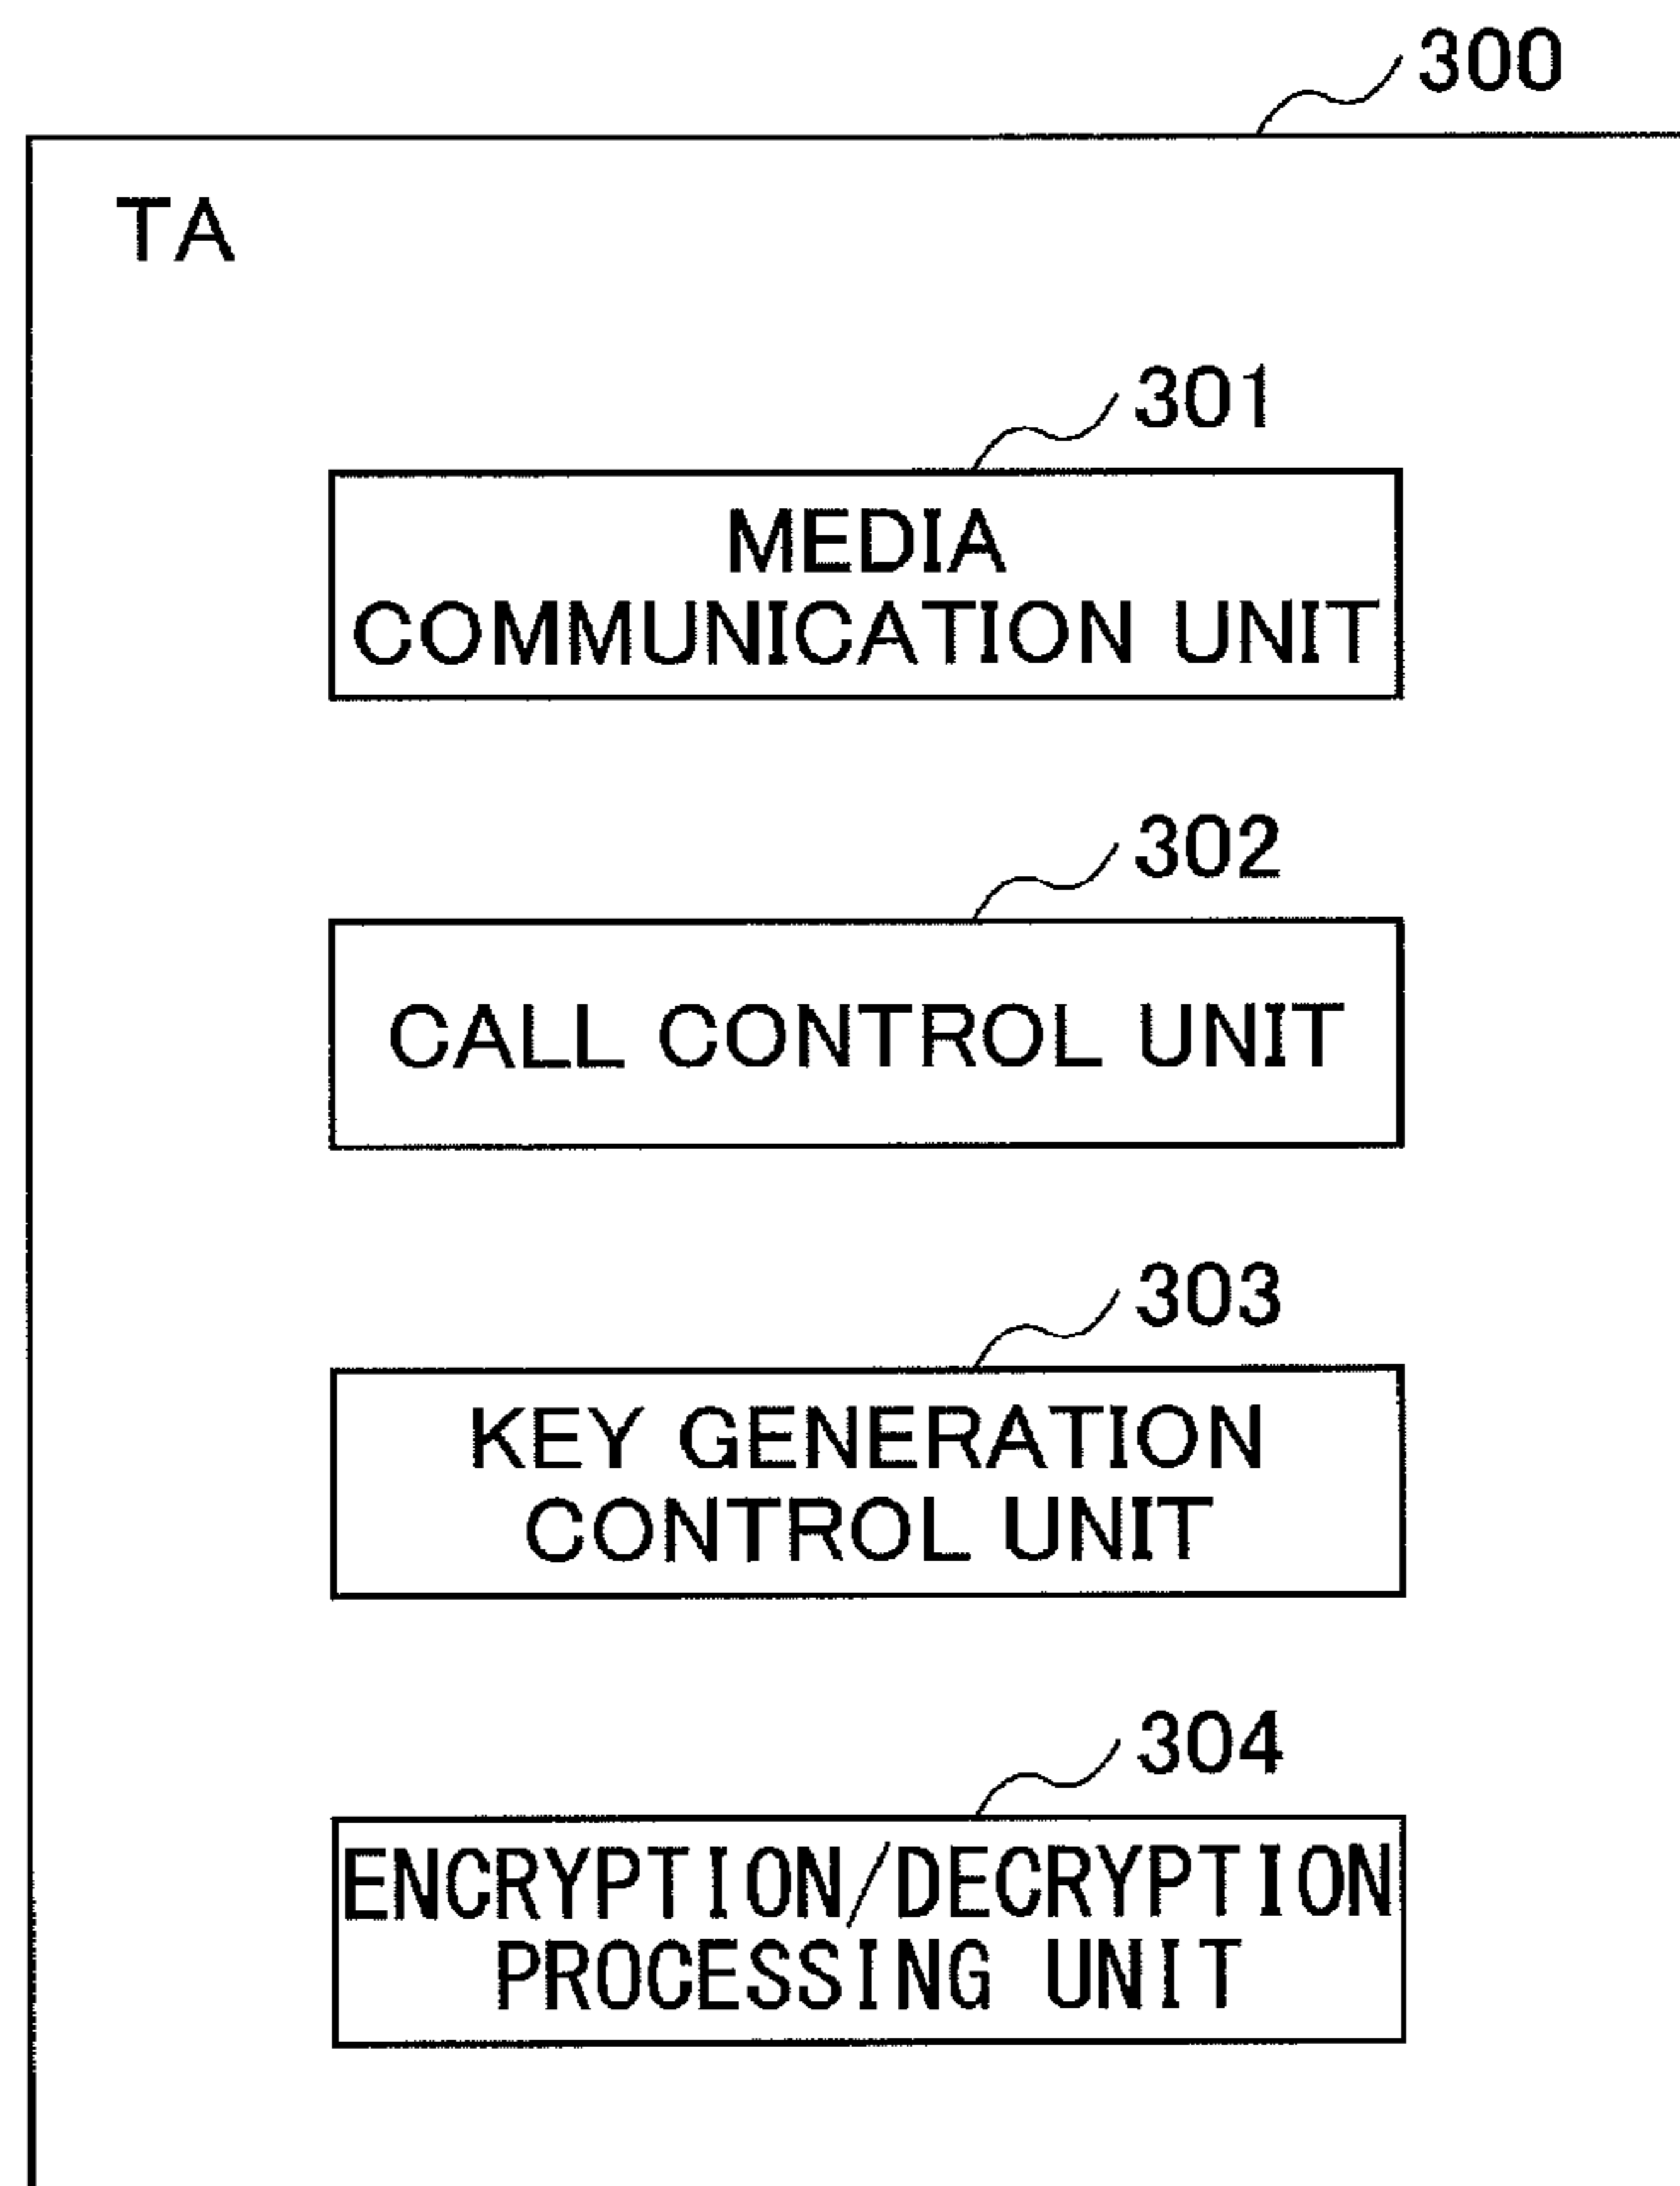 300
TA
301
MEDIA
COMMUNICATION UNIT
302
CALL CONTROL UNIT
303
KEY GENERATION
CONTROL UNIT
304
ENCRYPTION/DECRYPTION
PROCESSING UNIT